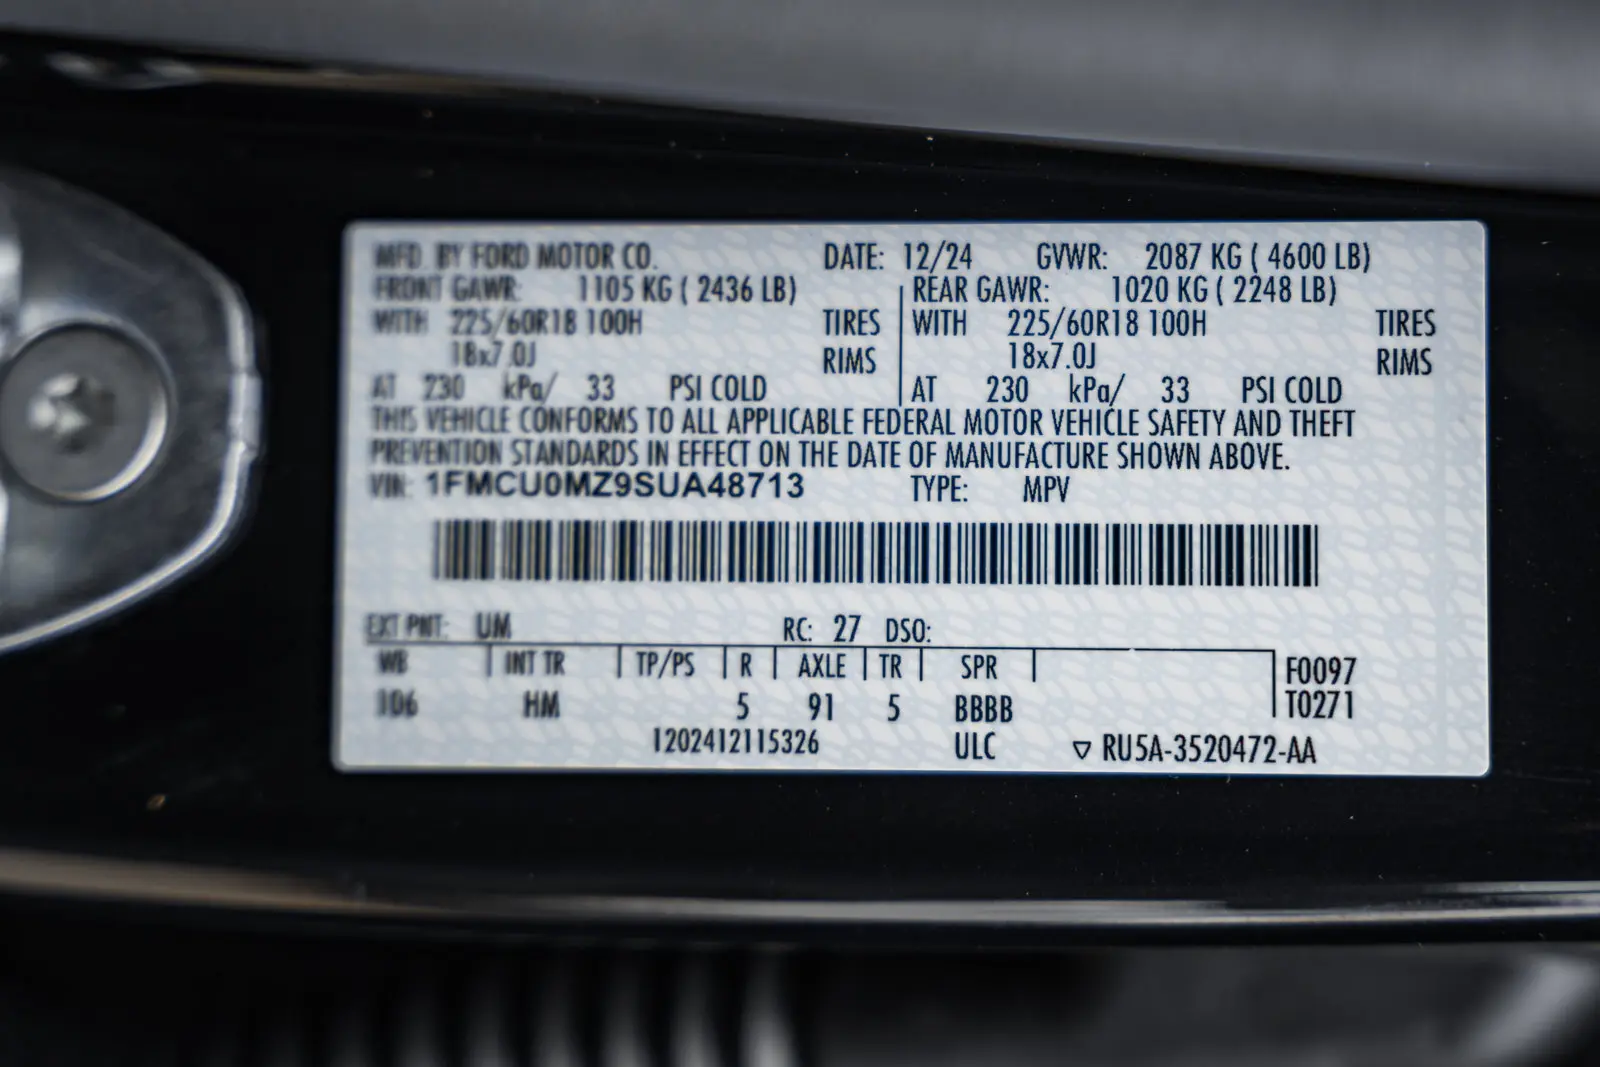 MFD. BY FORD MOTOR CO. DATE: 12/24 GVWR: 2087 KG ( 4600 LB)
FRONT GAWR: 1105 KG ( 2436 LB) REAR GAWR: 1020 KG ( 2248 LB)
WITH 225/60R18 100H TIRES WITH 225/60R18 100H TIRES
18x7.0J RIMS 18x7.0J RIMS
AT 230 kPa/ 33 PSI COLD AT 230 kPa/ 33 PSI COLD
THIS VEHICLE CONFORMS TO ALL APPLICABLE FEDERAL MOTOR VEHICLE SAFETY AND THEFT
PREVENTION STANDARDS IN EFFECT ON THE DATE OF MANUFACTURE SHOWN ABOVE.
VIN: 1FMCU0MZ9SUA48713 TYPE: MPV
EXT PNT: UM RC: 27 DSO:
WB INT TR TP/PS R AXLE TR SPR F0097
106 HM 5 91 5 BBBB T0271
1202412115326 ULC ▽ RU5A-3520472-AA